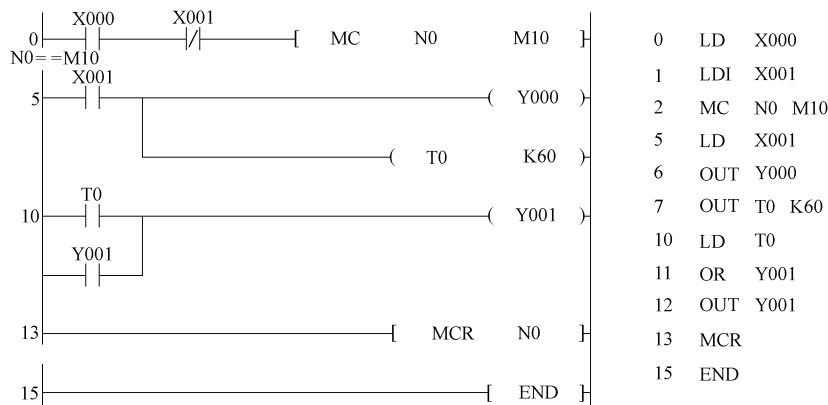 X000 X001
0 [ MC N0 M10 ]
N0==M10
X001
5 ( Y000 )
( T0 K60 )
T0
10 ( Y001 )
Y001
13 [ MCR N0 ]
15 [ END ]
0 LD X000
1 LDI X001
2 MC N0 M10
5 LD X001
6 OUT Y000
7 OUT T0 K60
10 LD T0
11 OR Y001
12 OUT Y001
13 MCR
15 END